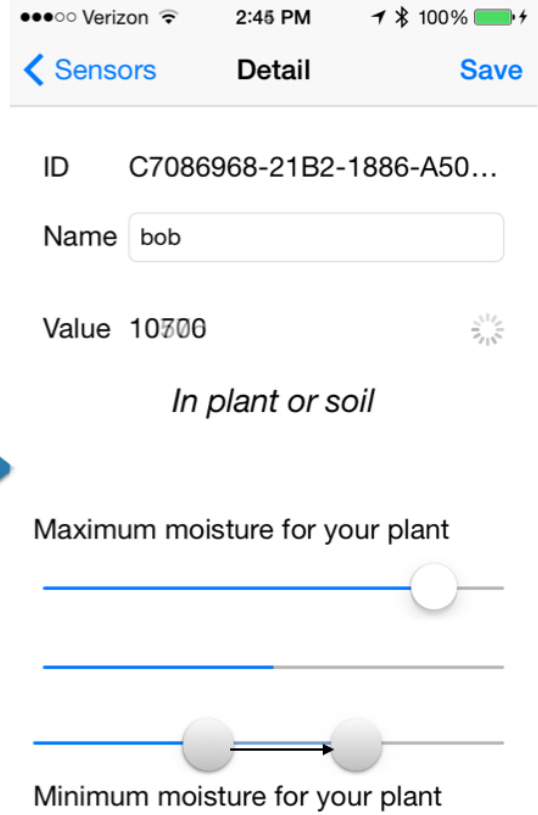 Verizon 2:45 PM 100%
Sensors Detail Save
ID C7086968-21B2-1886-A50...
Name bob
Value
In plant or soil
Maximum moisture for your plant
Minimum moisture for your plant